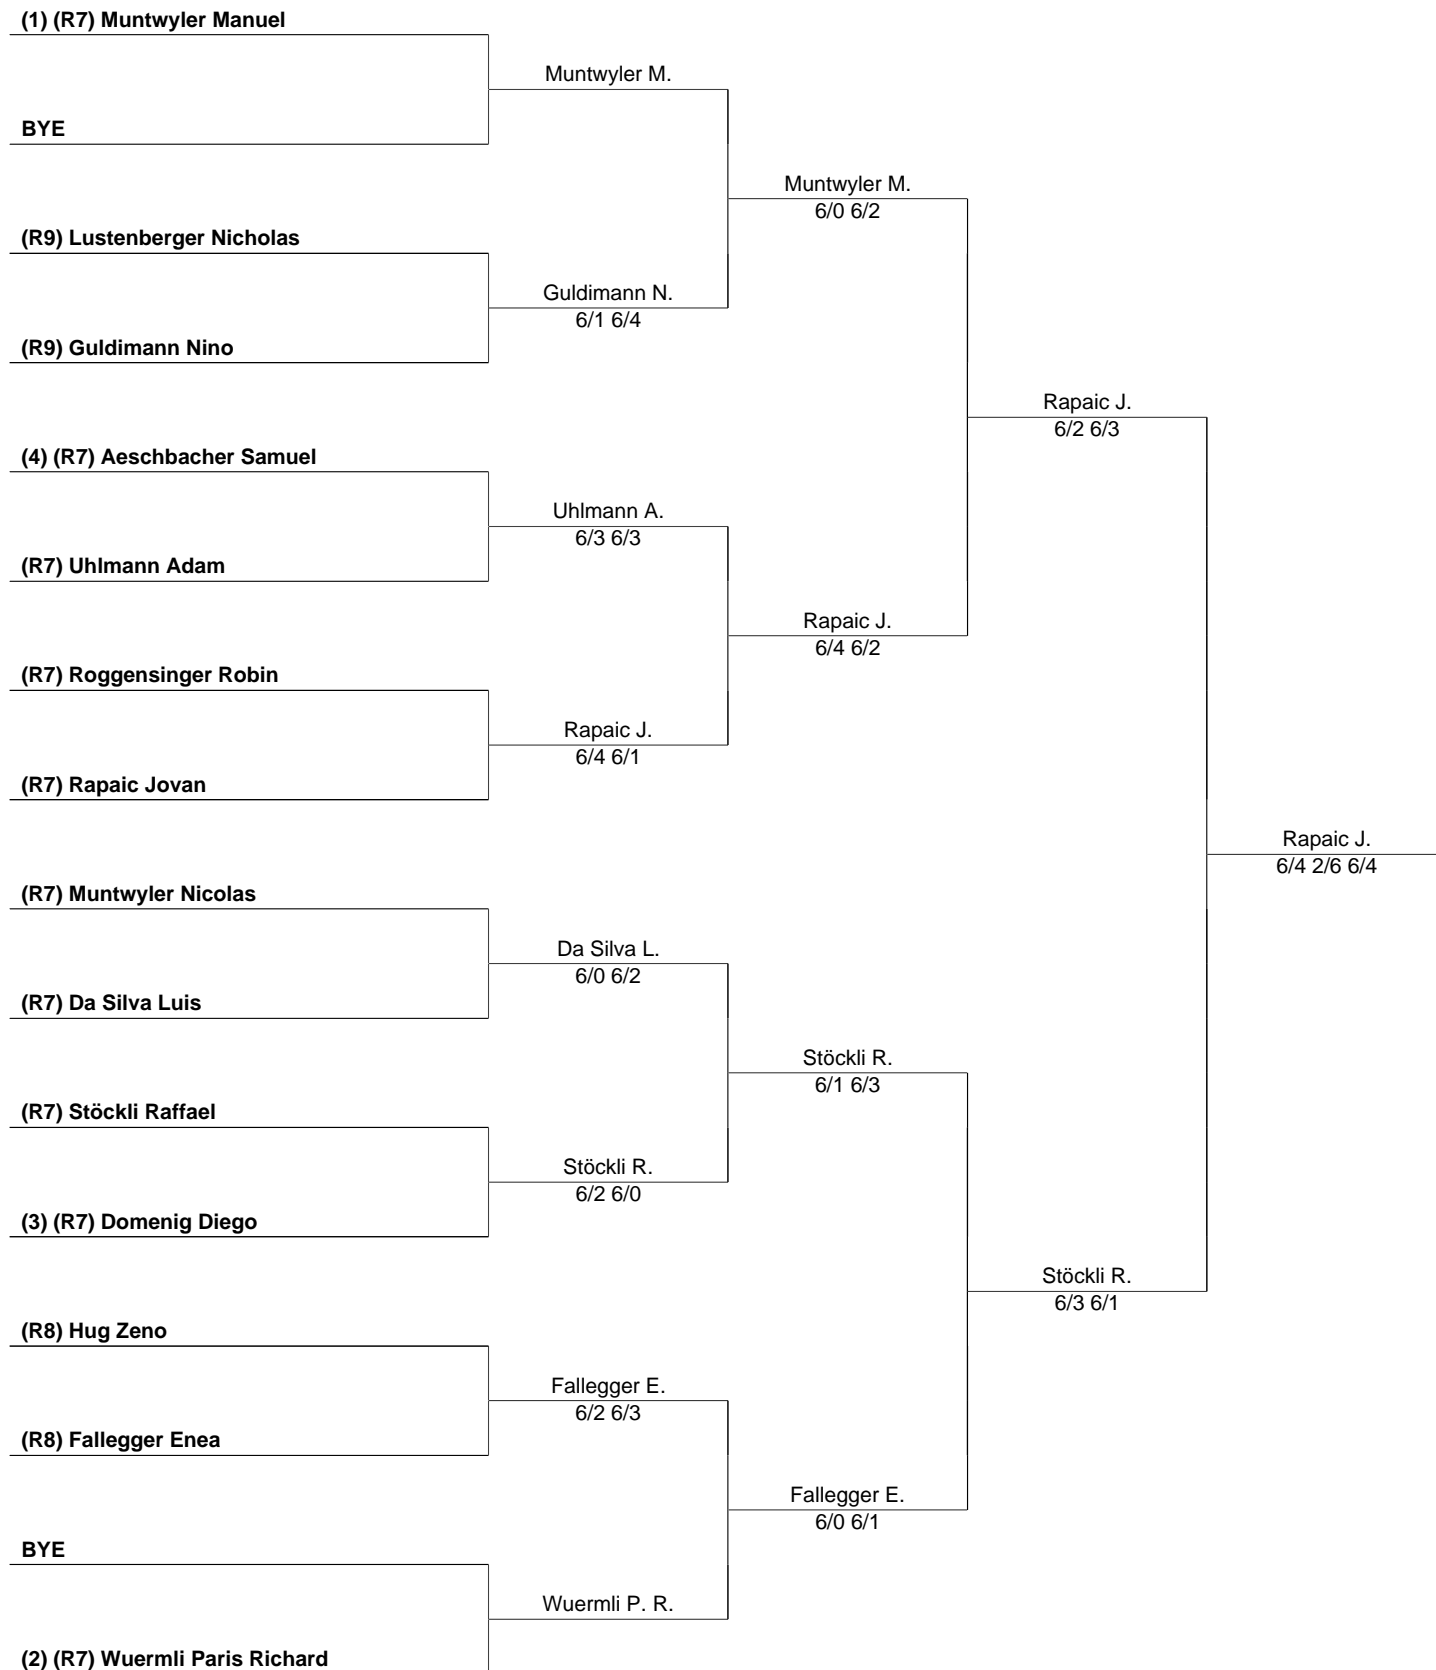 (1) (R7) Muntwyler Manuel
Muntwyler M.
BYE
Muntwyler M.
6/0 6/2
(R9) Lustenberger Nicholas
Guldimann N.
6/1 6/4
(R9) Guldimann Nino
Rapaic J.
6/2 6/3
(4) (R7) Aeschbacher Samuel
Uhlmann A.
6/3 6/3
(R7) Uhlmann Adam
Rapaic J.
6/4 6/2
(R7) Roggensinger Robin
Rapaic J.
6/4 6/1
(R7) Rapaic Jovan
Rapaic J.
6/4 2/6 6/4
(R7) Muntwyler Nicolas
Da Silva L.
6/0 6/2
(R7) Da Silva Luis
Stöckli R.
6/1 6/3
(R7) Stöckli Raffael
Stöckli R.
6/2 6/0
(3) (R7) Domenig Diego
Stöckli R.
6/3 6/1
(R8) Hug Zeno
Fallegger E.
6/2 6/3
(R8) Fallegger Enea
Fallegger E.
6/0 6/1
BYE
Wuermli P. R.
(2) (R7) Wuermli Paris Richard